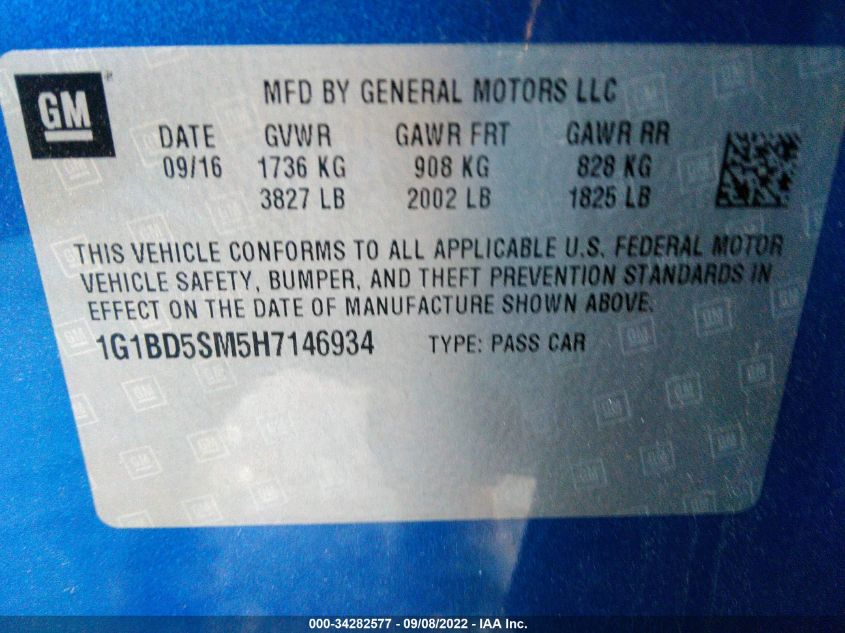 GM
MFD BY GENERAL MOTORS LLC
DATE GVWR GAWR FRT GAWR RR
09/16 1736 KG 908 KG 828 KG
3827 LB 2002 LB 1825 LB
THIS VEHICLE CONFORMS TO ALL APPLICABLE U.S. FEDERAL MOTOR
VEHICLE SAFETY, BUMPER, AND THEFT PREVENTION STANDARDS IN
EFFECT ON THE DATE OF MANUFACTURE SHOWN ABOVE.
1G1BD5SM5H7146934 TYPE: PASS CAR
000-34282577 - 09/08/2022 - IAA Inc.